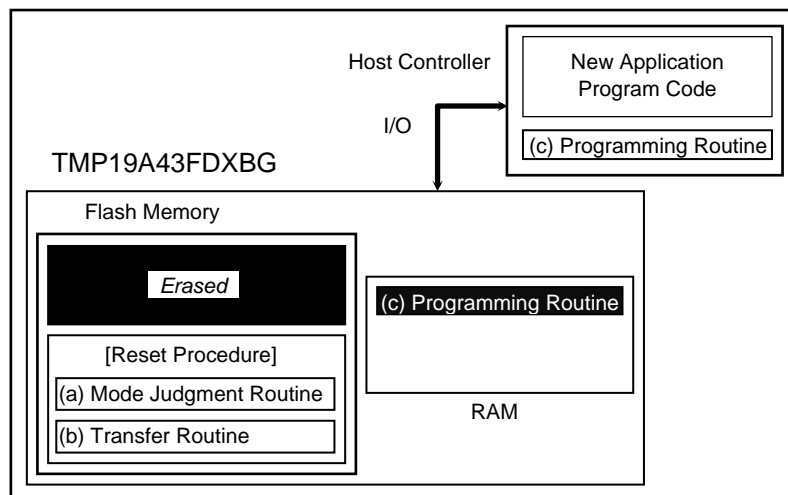 Host Controller
New Application
Program Code
(c) Programming Routine
I/O
TMP19A43FDXBG
Flash Memory
Erased
[Reset Procedure]
(a) Mode Judgment Routine
(b) Transfer Routine
(c) Programming Routine
RAM